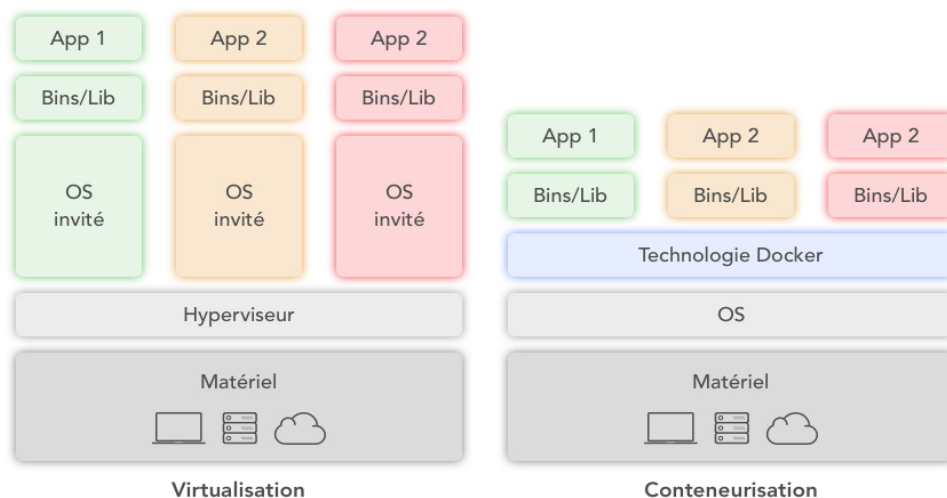 App 1
App 2
App 2
Bins/Lib
Bins/Lib
Bins/Lib
OS
invité
OS
invité
OS
invité
Hyperviseur
Matériel
Virtualisation
App 1
App 2
App 2
Bins/Lib
Bins/Lib
Bins/Lib
Technologie Docker
OS
Matériel
Conteneurisation